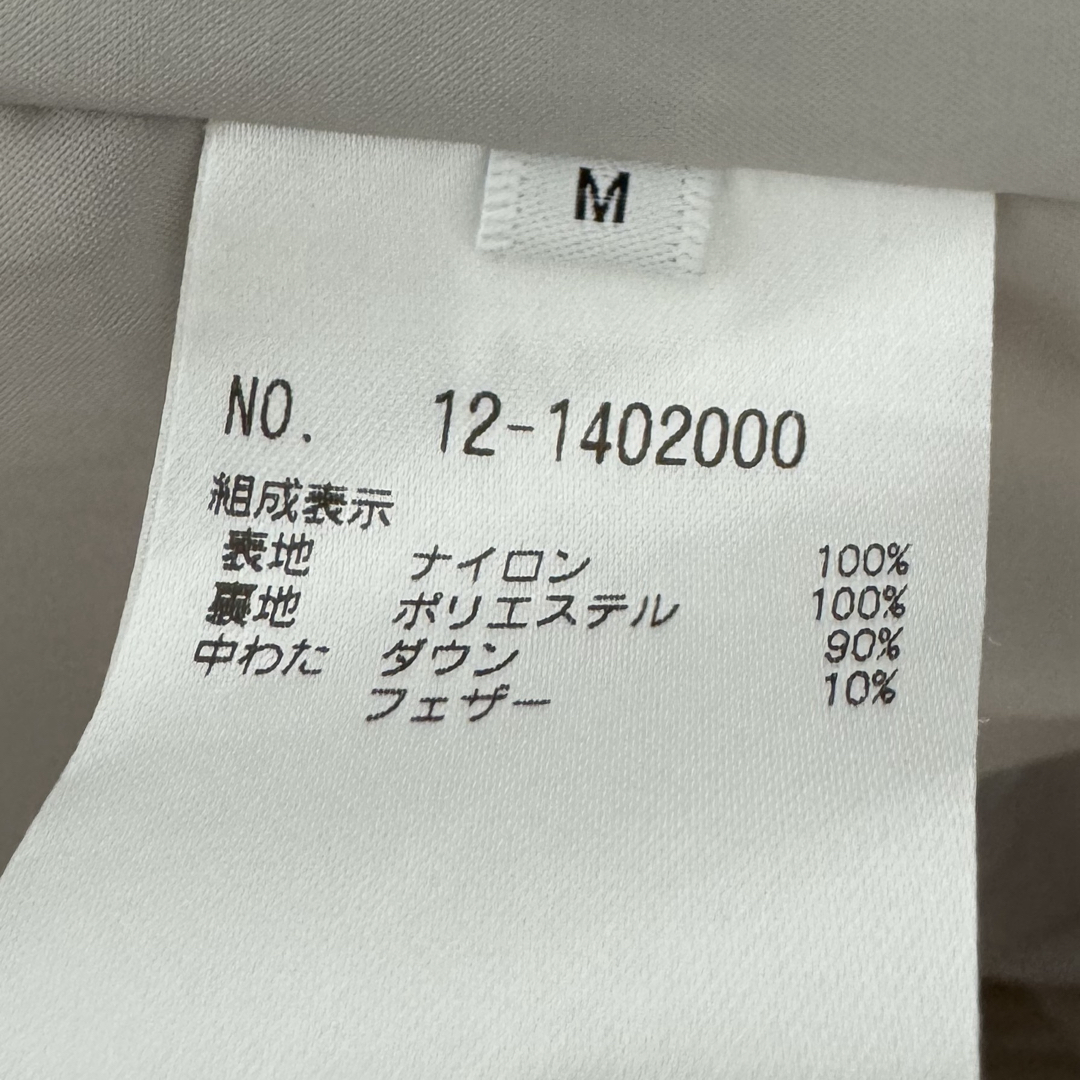 M
NO. 12-1402000
組成表示
表地 ナイロン 100%
裏地 ポリエステル 100%
中わた ダウン 90%
フェザー 10%